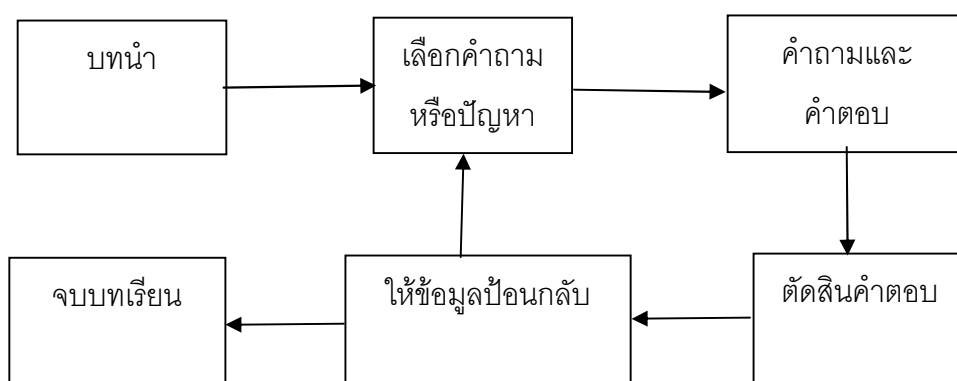 บทนำ
เลือกคำถาม
หรือปัญหา
คำถามและ
คำตอบ
จบบทเรียน
ให้ข้อมูลป้อนกลับ
ตัดสินคำตอบ